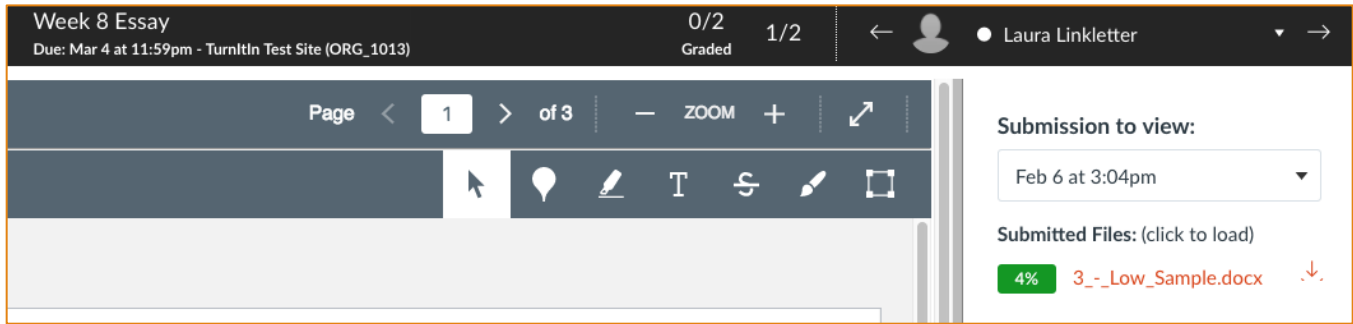 Week 8 Essay
Due: Mar 4 at 11:59pm - TurnItIn Test Site (ORG_1013)
0/2
Graded
1/2
Laura Linkletter
Page 1 of 3 ZOOM
T S
Submission to view:
Feb 6 at 3:04pm
Submitted Files: (click to load)
4% 3_-_Low_Sample.docx